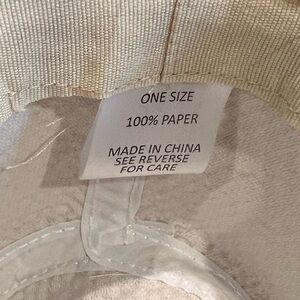 ONE SIZE
100% PAPER
MADE IN CHINA
SEE REVERSE
FOR CARE